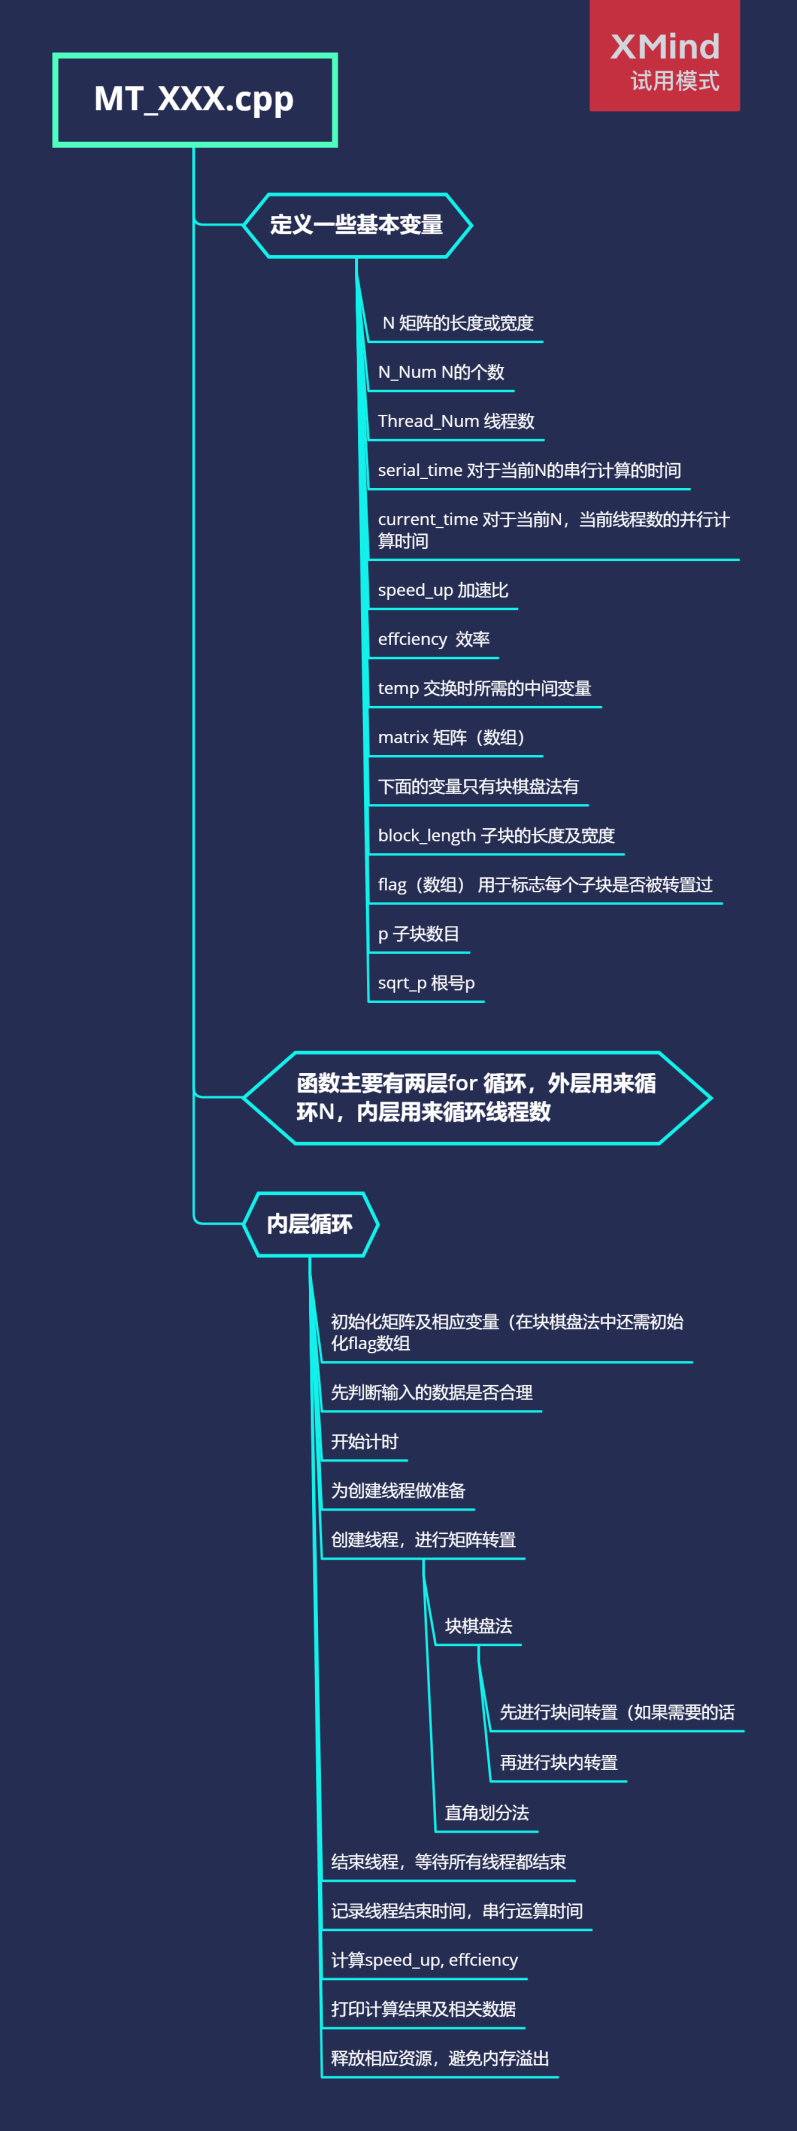 XMind
试用模式
MT_XXX.cpp
定义一些基本变量
N 矩阵的长度或宽度
N_Num N的个数
Thread_Num 线程数
serial_time 对于当前N的串行计算的时间
current_time 对于当前N，当前线程数的并行计
算时间
speed_up 加速比
effciency 效率
temp 交换时所需的中间变量
matrix 矩阵（数组）
下面的变量只有块棋盘法有
block_length 子块的长度及宽度
flag（数组） 用于标志每个子块是否被转置过
p 子块数目
sqrt_p 根号p
函数主要有两层for 循环，外层用来循
环N，内层用来循环线程数
内层循环
初始化矩阵及相应变量（在块棋盘法中还需初始
化flag数组
先判断输入的数据是否合理
开始计时
为创建线程做准备
创建线程，进行矩阵转置
块棋盘法
先进行块间转置（如果需要的话
再进行块内转置
直角划分法
结束线程，等待所有线程都结束
记录线程结束时间，串行运算时间
计算speed_up, effciency
打印计算结果及相关数据
释放相应资源，避免内存溢出